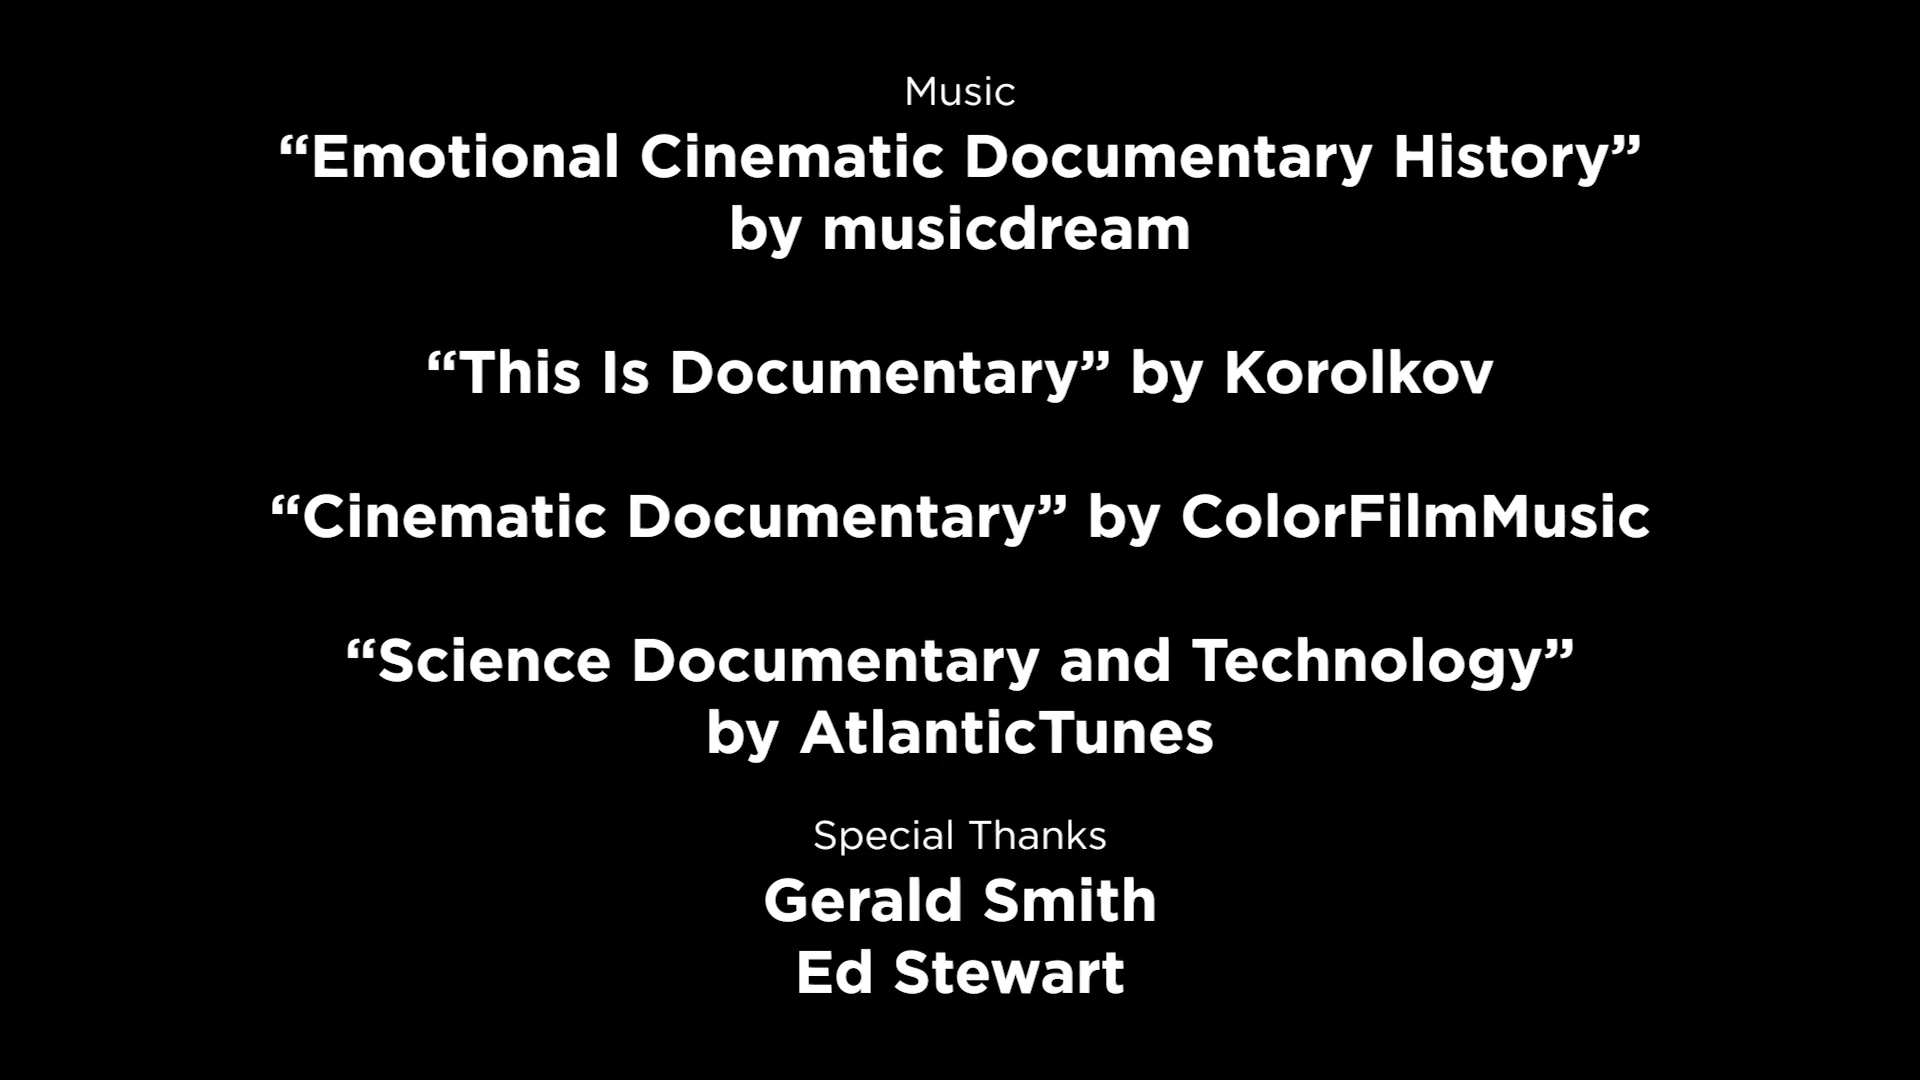 Music
“Emotional Cinematic Documentary History”
by musicdream
“This Is Documentary” by Korolkov
“Cinematic Documentary” by ColorFilmMusic
“Science Documentary and Technology”
by AtlanticTunes
Special Thanks
Gerald Smith
Ed Stewart